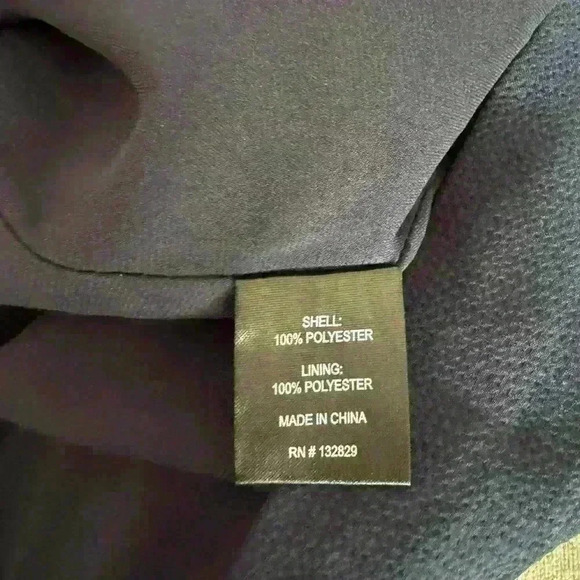 SHELL:
100% POLYESTER
LINING:
100% POLYESTER
MADE IN CHINA
RN # 132829